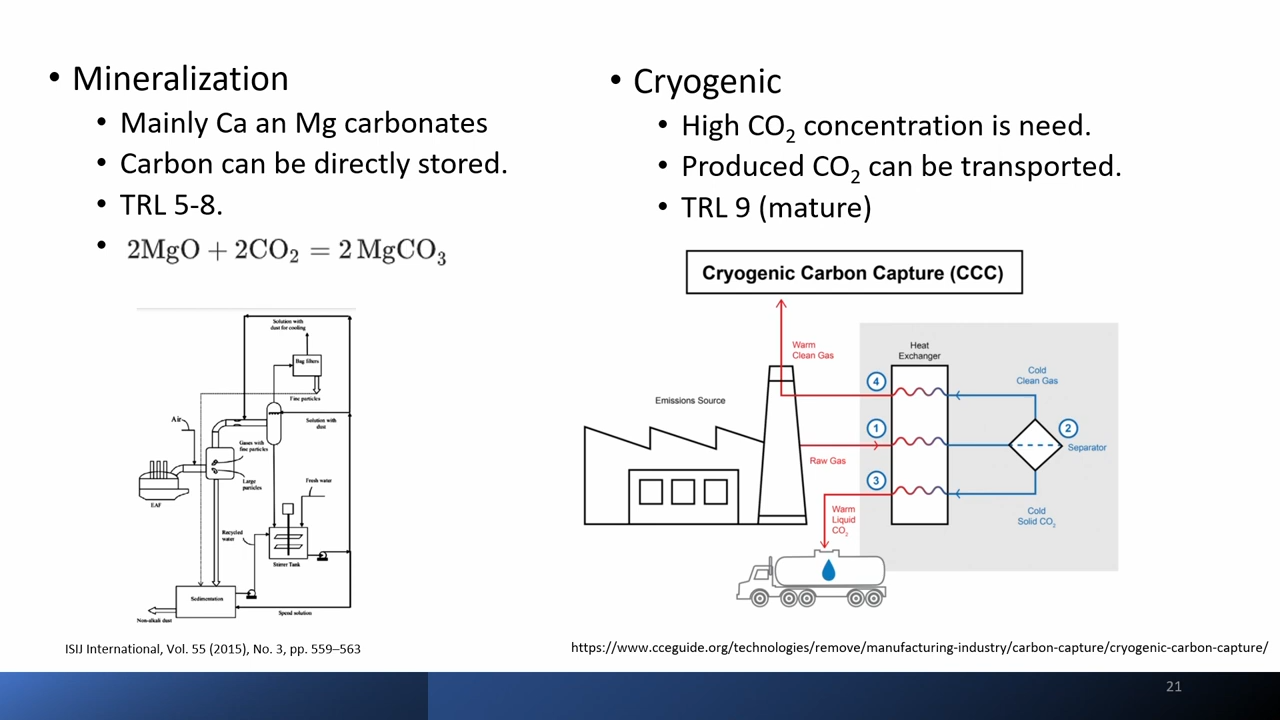 • Mineralization
• Mainly Ca an Mg carbonates
• Carbon can be directly stored.
• TRL 5-8.
• 2MgO + 2CO₂ = 2 MgCO₃
Solution with
dust for cooling
Bag filters
Fine particles
Air
Solution with
dust
Gases with
fine particles
Large
particles
EAF
Fresh water
Recycled
water
Stirrer Tank
Sedimentation
Non-alkali dust
Spend solution
ISIJ International, Vol. 55 (2015), No. 3, pp. 559–563
• Cryogenic
• High CO₂ concentration is need.
• Produced CO₂ can be transported.
• TRL 9 (mature)
Cryogenic Carbon Capture (CCC)
Warm
Clean Gas
Heat
Exchanger
Cold
Clean Gas
4
Emissions Source
1
2
Separator
Raw Gas
3
Warm
Liquid
CO₂
Cold
Solid CO₂
https://www.cceguide.org/technologies/remove/manufacturing-industry/carbon-capture/cryogenic-carbon-capture/
21